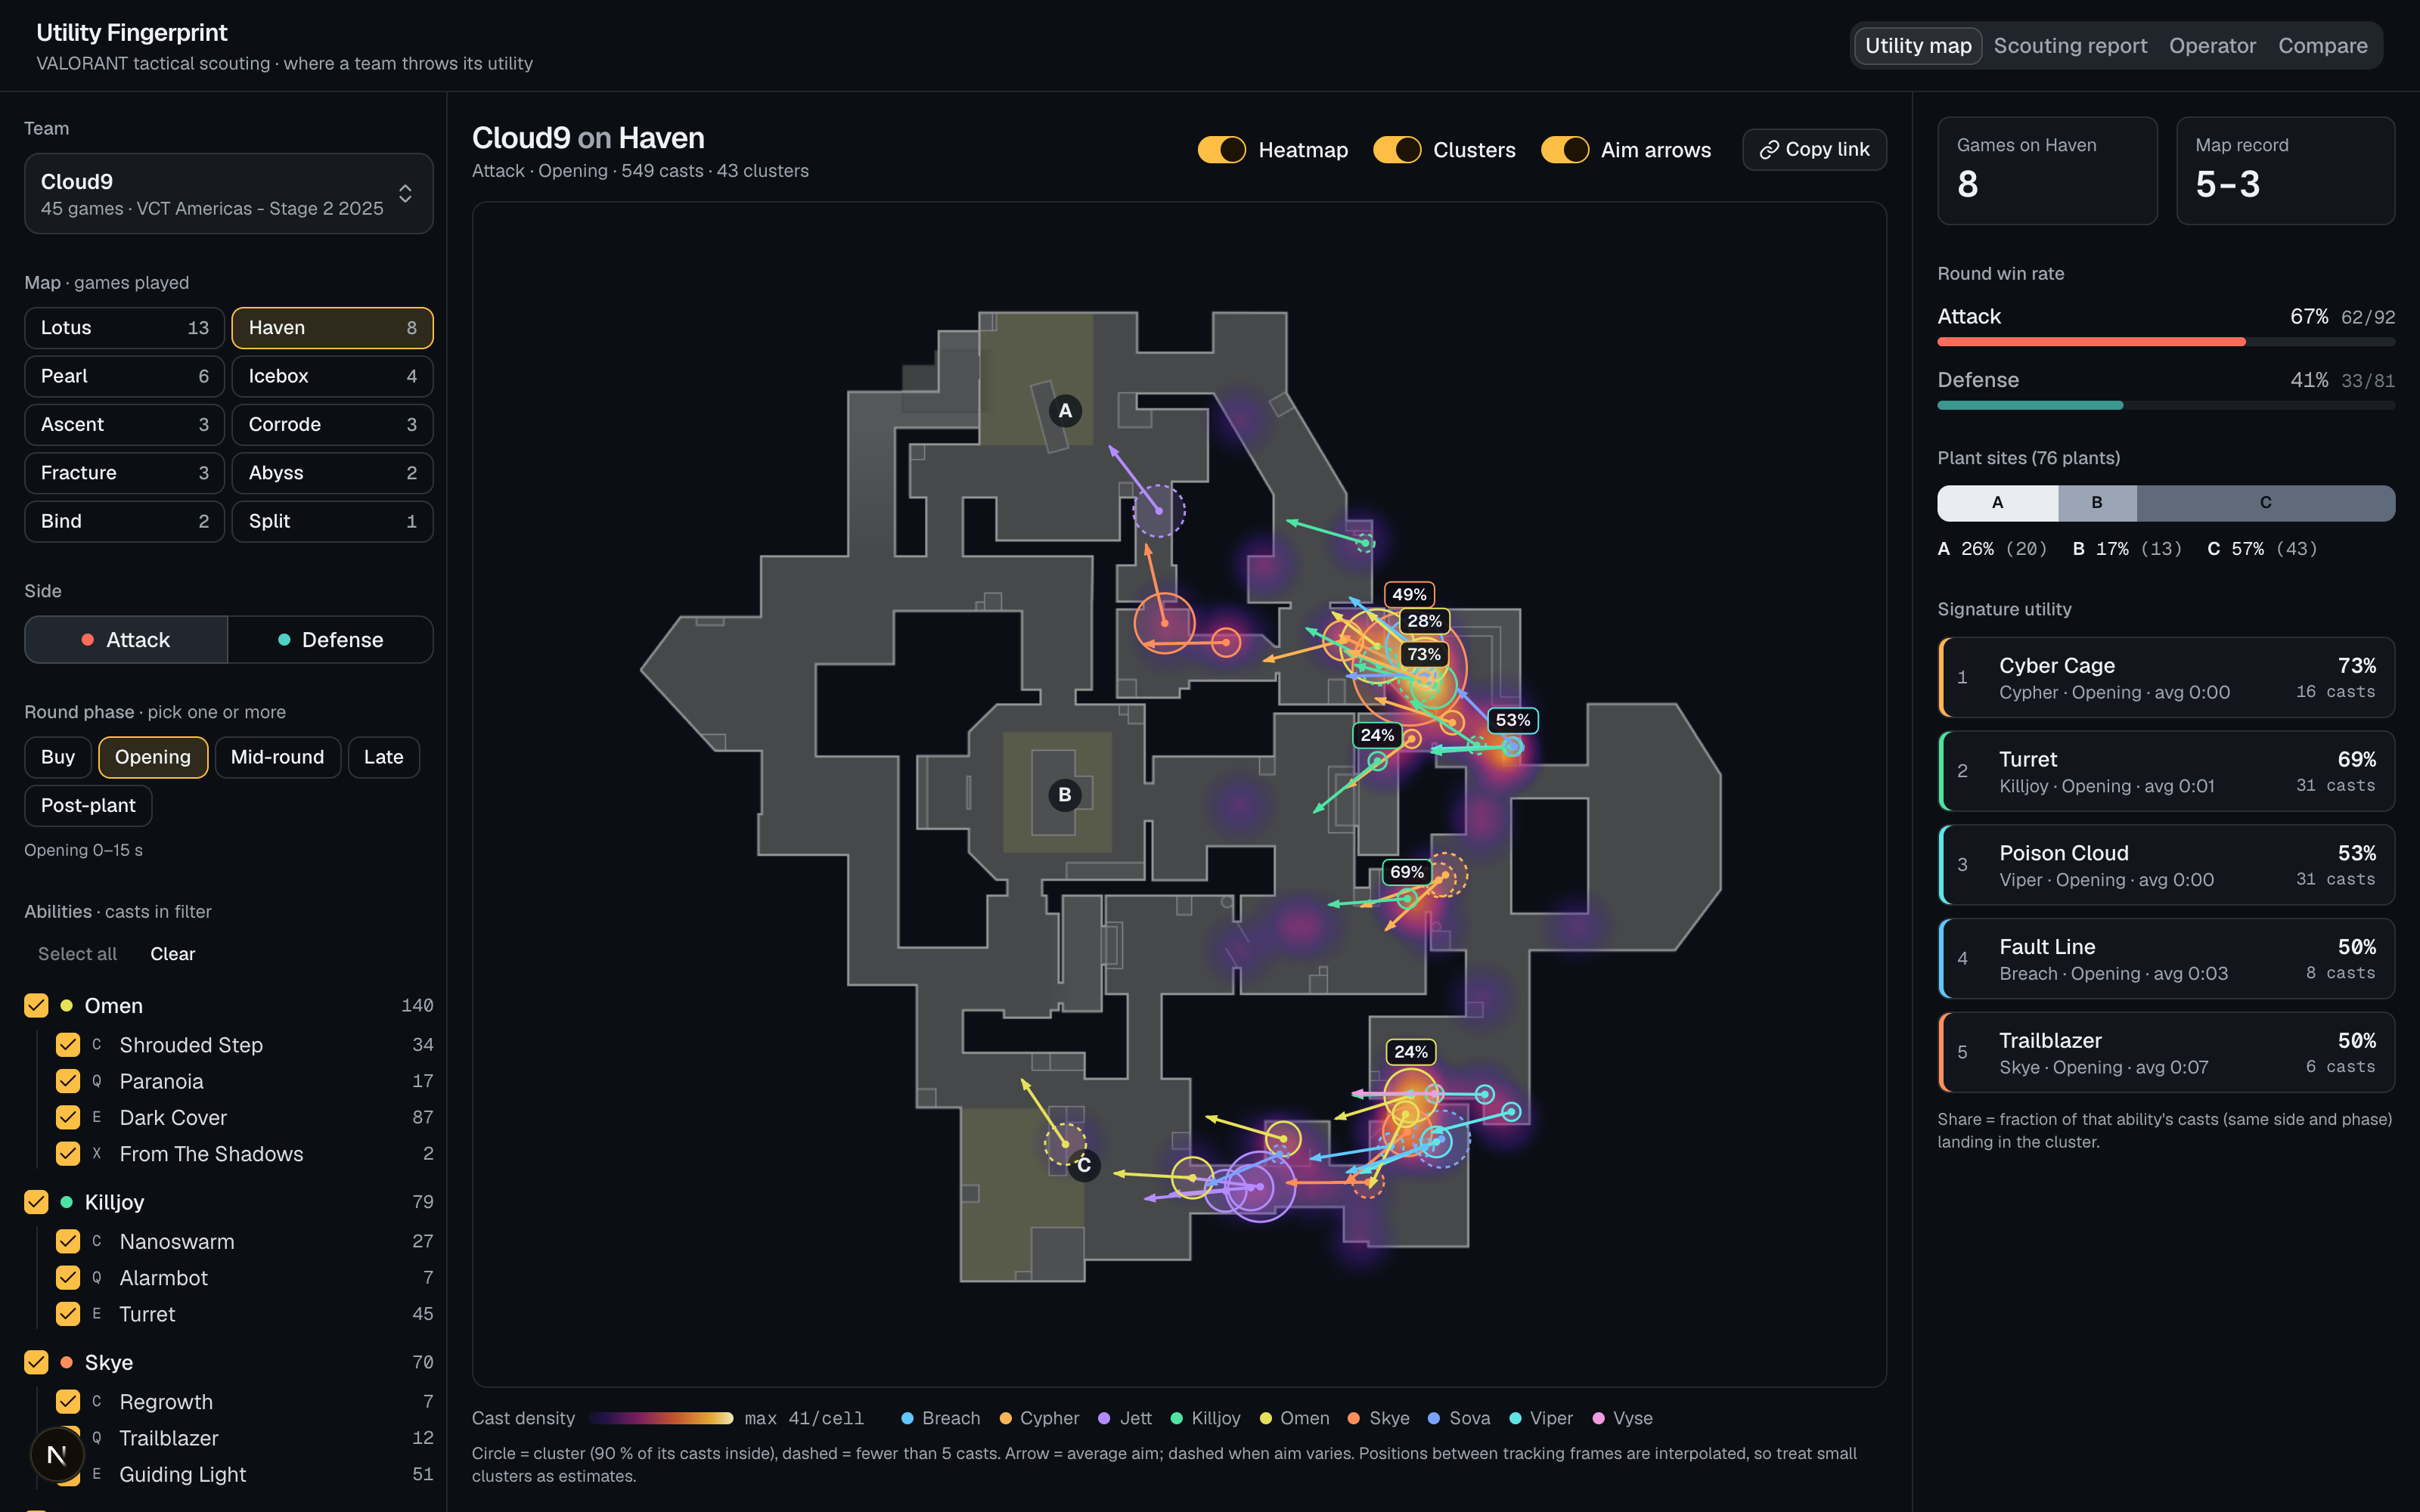 Utility Fingerprint
VALORANT tactical scouting · where a team throws its utility
Utility map
Scouting report
Operator
Compare
Team
Cloud9
45 games · VCT Americas - Stage 2 2025
Map · games played
Lotus 13
Haven 8
Pearl 6
Icebox 4
Ascent 3
Corrode 3
Fracture 3
Abyss 2
Bind 2
Split 1
Side
Attack
Defense
Round phase · pick one or more
Buy
Opening
Mid-round
Late
Post-plant
Opening 0–15 s
Abilities · casts in filter
Select all
Clear
Omen 140
C Shrouded Step 34
Q Paranoia 17
E Dark Cover 87
X From The Shadows 2
Killjoy 79
C Nanoswarm 27
Q Alarmbot 7
E Turret 45
Skye 70
C Regrowth 7
Q Trailblazer 12
E Guiding Light 51
N
Cloud9 on Haven
Attack · Opening · 549 casts · 43 clusters
Heatmap
Clusters
Aim arrows
Copy link
A
49%
28%
73%
53%
24%
B
69%
24%
C
Cast density
max 41/cell
Breach
Cypher
Jett
Killjoy
Omen
Skye
Sova
Viper
Vyse
Circle = cluster (90 % of its casts inside), dashed = fewer than 5 casts. Arrow = average aim; dashed when aim varies. Positions between tracking frames are interpolated, so treat small
clusters as estimates.
Games on Haven
8
Map record
5–3
Round win rate
Attack 67% 62/92
Defense 41% 33/81
Plant sites (76 plants)
A B C
A 26% (20) B 17% (13) C 57% (43)
Signature utility
1 Cyber Cage 73%
Cypher · Opening · avg 0:00 16 casts
2 Turret 69%
Killjoy · Opening · avg 0:01 31 casts
3 Poison Cloud 53%
Viper · Opening · avg 0:00 31 casts
4 Fault Line 50%
Breach · Opening · avg 0:03 8 casts
5 Trailblazer 50%
Skye · Opening · avg 0:07 6 casts
Share = fraction of that ability's casts (same side and phase)
landing in the cluster.